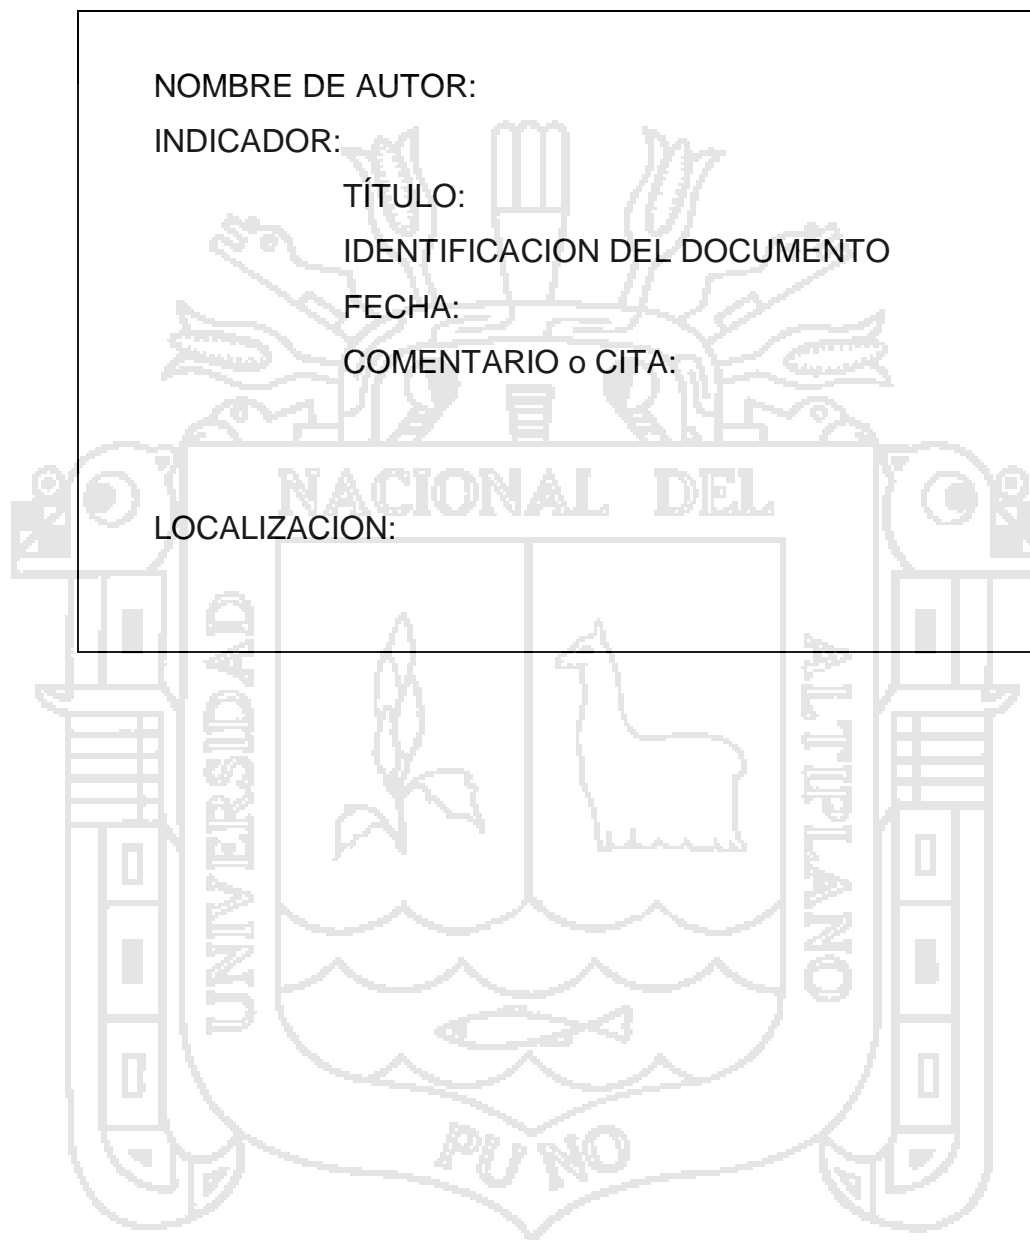 NOMBRE DE AUTOR:
INDICADOR:
TÍTULO:
IDENTIFICACION DEL DOCUMENTO
FECHA:
COMENTARIO o CITA:
NACIONAL DEL
LOCALIZACION:
UNIVERSIDAD
ALTIPLANO
PUNO